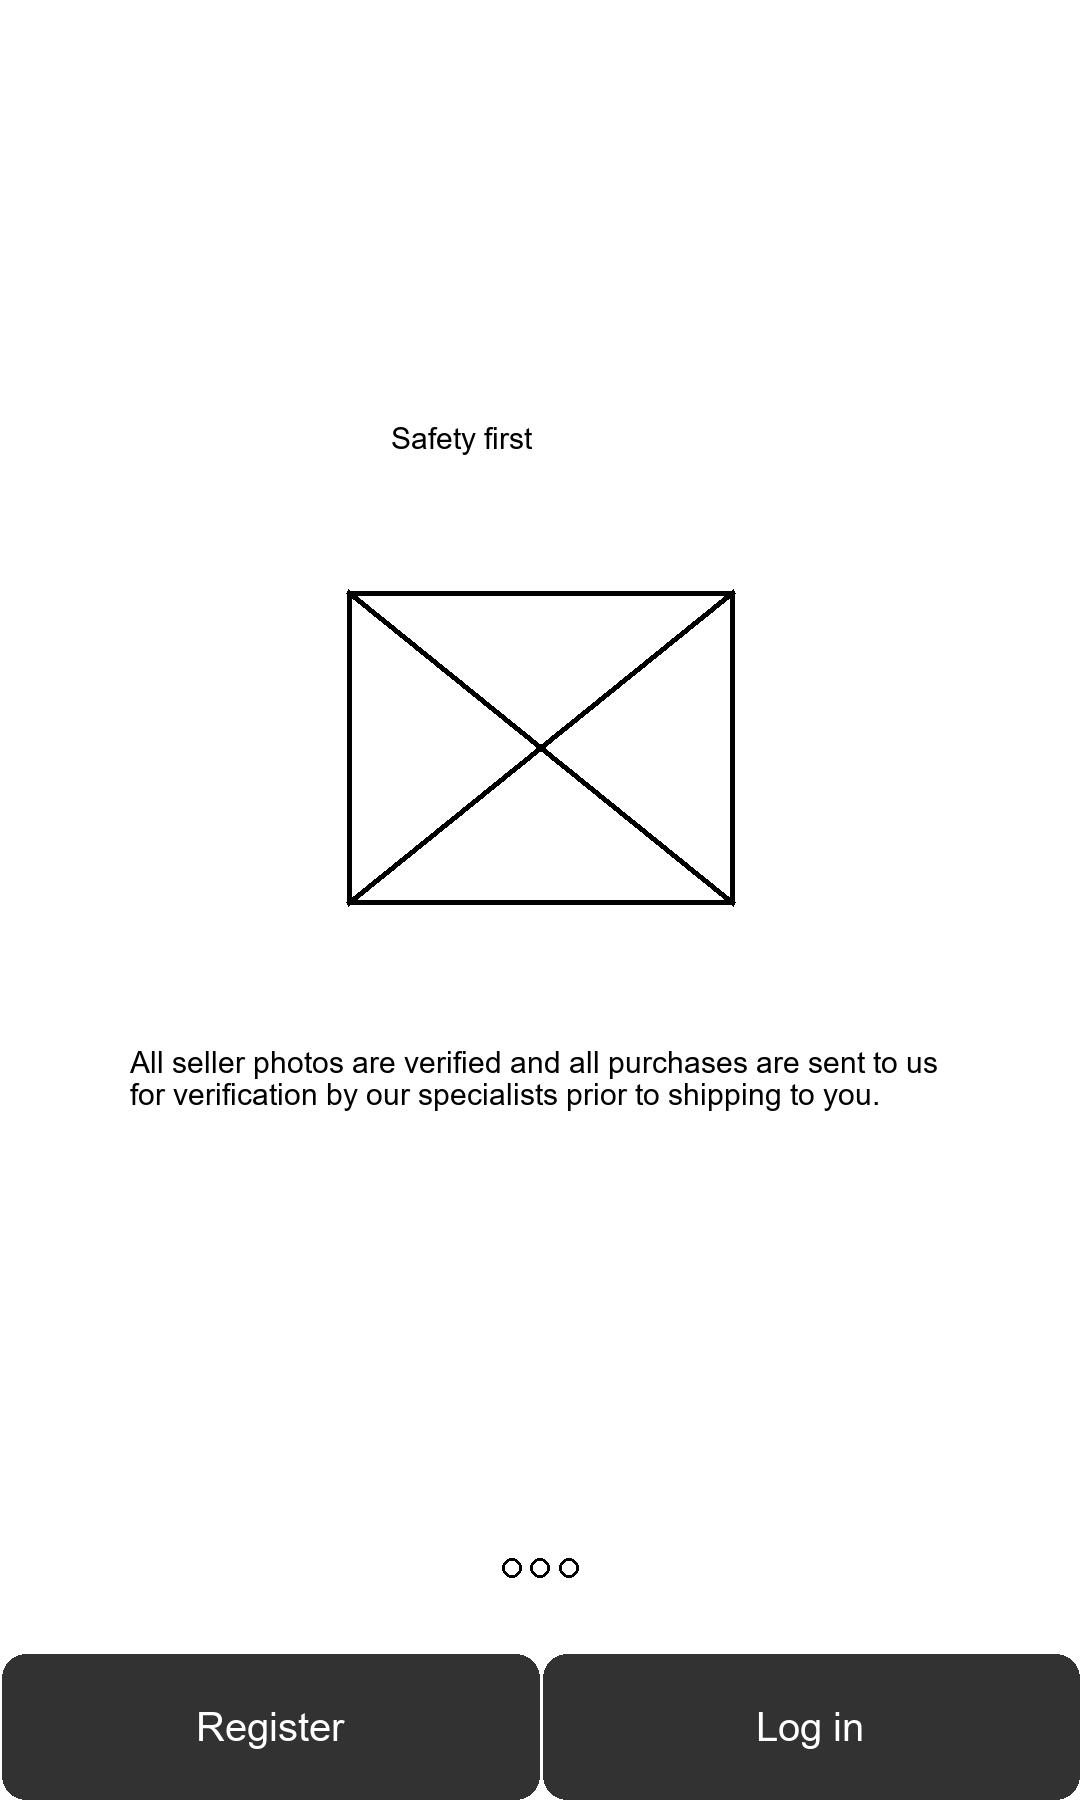 Safety first
All seller photos are verified and all purchases are sent to us
for verification by our specialists prior to shipping to you.
Register
Log in